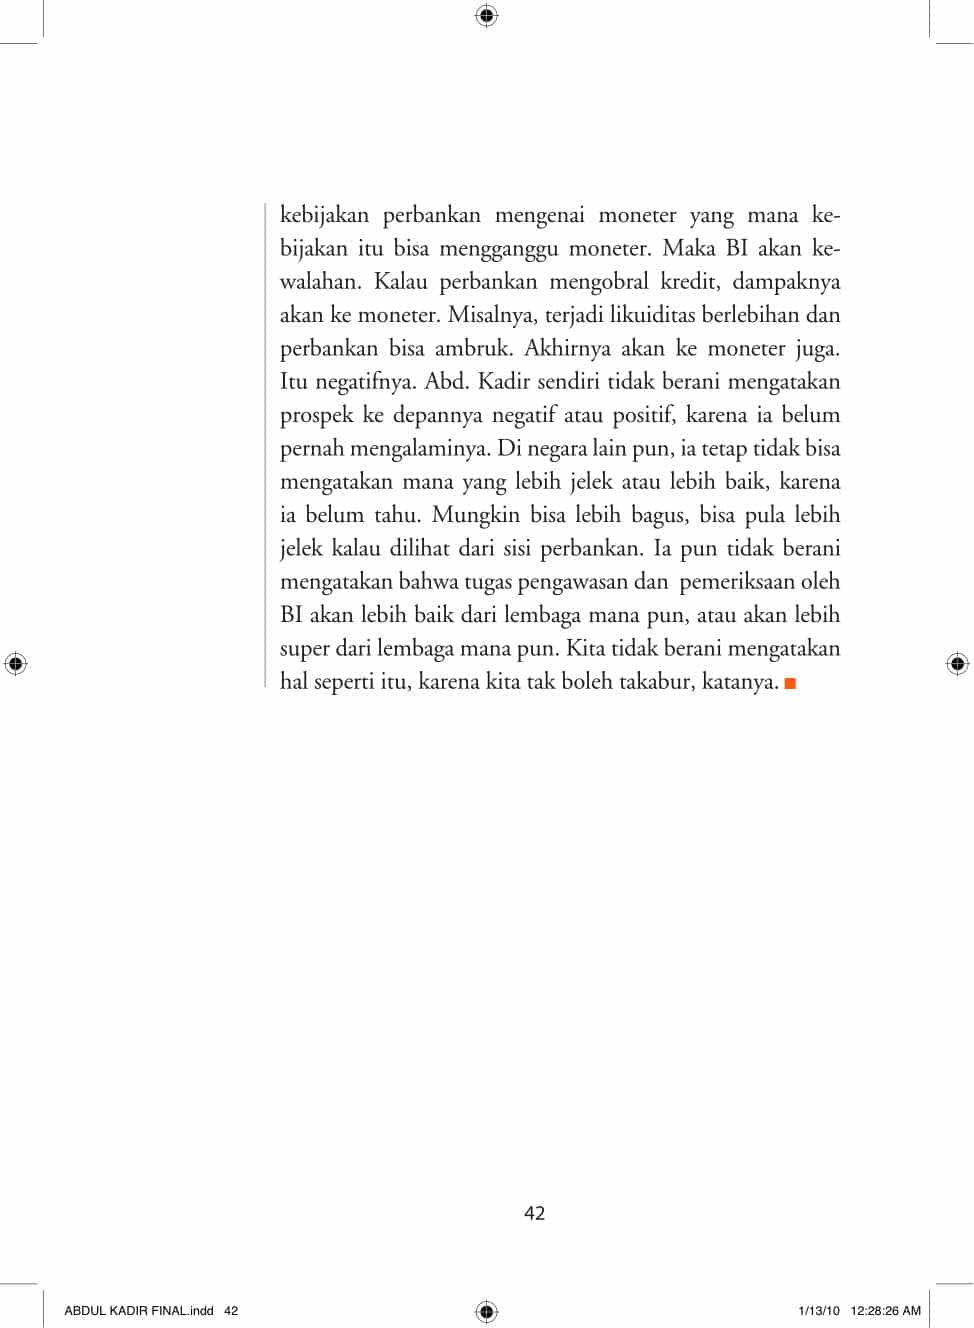 kebijakan perbankan mengenai moneter yang mana ke-
bijakan itu bisa mengganggu moneter. Maka BI akan ke-
walahan. Kalau perbankan mengobral kredit, dampaknya
akan ke moneter. Misalnya, terjadi likuiditas berlebihan dan
perbankan bisa ambruk. Akhirnya akan ke moneter juga.
Itu negatifnya. Abd. Kadir sendiri tidak berani mengatakan
prospek ke depannya negatif atau positif, karena ia belum
pernah mengalaminya. Di negara lain pun, ia tetap tidak bisa
mengatakan mana yang lebih jelek atau lebih baik, karena
ia belum tahu. Mungkin bisa lebih bagus, bisa pula lebih
jelek kalau dilihat dari sisi perbankan. Ia pun tidak berani
mengatakan bahwa tugas pengawasan dan  pemeriksaan oleh
BI akan lebih baik dari lembaga mana pun, atau akan lebih
super dari lembaga mana pun. Kita tidak berani mengatakan
hal seperti itu, karena kita tak boleh takabur, katanya.
42
ABDUL KADIR FINAL.indd   42
1/13/10   12:28:26 AM